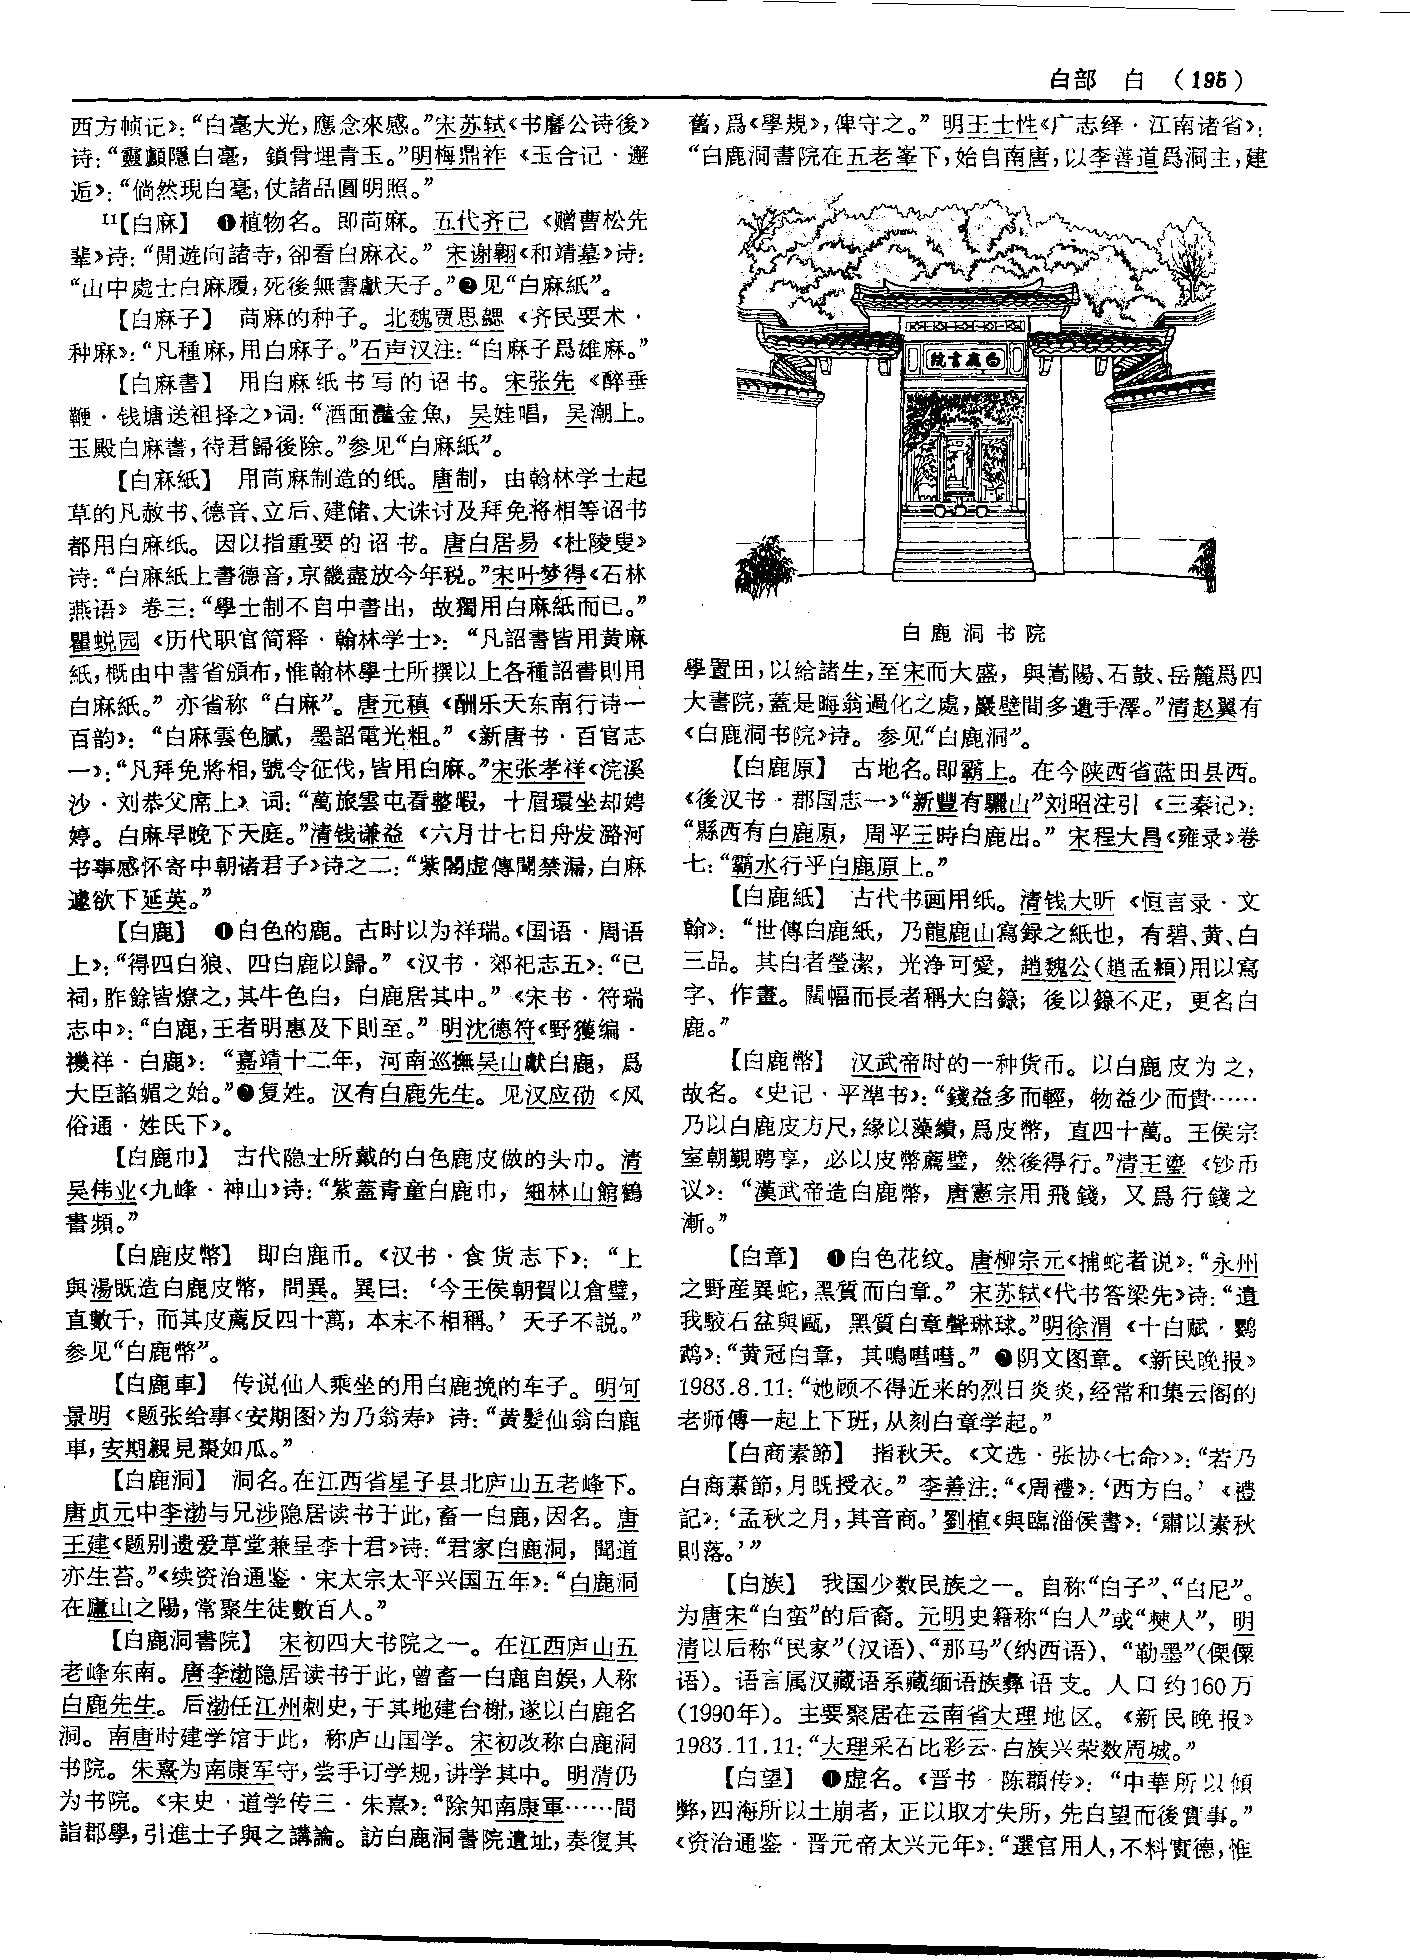 白部　白　（195）
西方帧记》：“白毫大光，應念來感。”宋苏轼《书麐公诗後》
诗：“靈顱隱白毫，鎖骨埋青玉。”明梅鼎祚《玉合记·邂
逅》：“倘然現白毫，仗諸品圓明照。”
11【白麻】　❶植物名。即苘麻。五代齐己《赠曹松先
辈》诗：“閒遊向諸寺，卻看白麻衣。”宋谢翱《和靖墓》诗：
“山中處士白麻履，死後無書獻天子。”❷见“白麻紙”。
【白麻子】　苘麻的种子。北魏贾思勰《齐民要术·
种麻》：“凡種麻，用白麻子。”石声汉注：“白麻子爲雄麻。”
【白麻書】　用白麻纸书写的诏书。宋张先《醉垂
鞭·钱塘送祖择之》词：“酒面灩金魚，吴娃唱，吴潮上。
玉殿白麻書，待君歸後除。”参见“白麻紙”。
【白麻紙】　用苘麻制造的纸。唐制，由翰林学士起
草的凡赦书、德音、立后、建储、大诛讨及拜免将相等诏书
都用白麻纸。因以指重要的诏书。唐白居易《杜陵叟》
诗：“白麻紙上書德音，京畿盡放今年税。”宋叶梦得《石林
燕语》卷三：“學士制不自中書出，故獨用白麻紙而已。”
瞿蜕园《历代职官简释·翰林学士》：“凡詔書皆用黄麻
紙，概由中書省頒布，惟翰林學士所撰以上各種詔書則用
白麻紙。”亦省称“白麻”。唐元稹《酬乐天东南行诗一
百韵》：“白麻雲色膩，墨詔電光粗。”《新唐书·百官志
一》：“凡拜免將相，號令征伐，皆用白麻。”宋张孝祥《浣溪
沙·刘恭父席上》词：“萬旅雲屯看整暇，十眉環坐却娉
婷。白麻早晚下天庭。”清钱谦益《六月廿七日舟发潞河
书事感怀寄中朝诸君子》诗之二：“紫閣虚傳聞禁漏，白麻
遽欲下延英。”
【白鹿】　❶白色的鹿。古时以为祥瑞。《国语·周语
上》：“得四白狼、四白鹿以歸。”《汉书·郊祀志五》：“已
祠，胙餘皆燎之，其牛色白，白鹿居其中。”《宋书·符瑞
志中》：“白鹿，王者明惠及下則至。”明沈德符《野獲编·
禨祥·白鹿》：“嘉靖十二年，河南巡撫吴山獻白鹿，爲
大臣諂媚之始。”❷复姓。汉有白鹿先生。见汉应劭《风
俗通·姓氏下》。
【白鹿巾】　古代隐士所戴的白色鹿皮做的头巾。清
吴伟业《九峰·神山》诗：“紫蓋青童白鹿巾，細林山館鶴
書頻。”
【白鹿皮幣】　即白鹿币。《汉书·食货志下》：“上
與湯既造白鹿皮幣，問異。異曰：‘今王侯朝賀以倉璧，
直數千，而其皮薦反四十萬，本末不相稱。’天子不説。”
参见“白鹿幣”。
【白鹿車】　传说仙人乘坐的用白鹿挽的车子。明何
景明《题张给事〈安期图〉为乃翁寿》诗：“黄髮仙翁白鹿
車，安期親見棗如瓜。”
【白鹿洞】　洞名。在江西省星子县北庐山五老峰下。
唐贞元中李渤与兄涉隐居读书于此，畜一白鹿，因名。唐
王建《题别遗爱草堂兼呈李十君》诗：“君家白鹿洞，聞道
亦生苔。”《续资治通鉴·宋太宗太平兴国五年》：“白鹿洞
在廬山之陽，常聚生徒數百人。”
【白鹿洞書院】　宋初四大书院之一。在江西庐山五
老峰东南。唐李渤隐居读书于此，曾畜一白鹿自娱，人称
白鹿先生。后渤任江州刺史，于其地建台榭，遂以白鹿名
洞。南唐时建学馆于此，称庐山国学。宋初改称白鹿洞
书院。朱熹为南康军守，尝手订学规，讲学其中。明清仍
为书院。《宋史·道学传三·朱熹》：“除知南康軍……間
詣郡學，引進士子與之講論。訪白鹿洞書院遺址，奏復其
舊，爲《學規》，俾守之。”明王士性《广志绎·江南诸省》：
“白鹿洞書院在五老峯下，始自南唐，以李善道爲洞主，建
院書鹿白
白鹿洞书院
學置田，以給諸生，至宋而大盛，與嵩陽、石鼓、岳麓爲四
大書院，蓋是晦翁過化之處，巖壁間多遺手澤。”清赵翼有
《白鹿洞书院》诗。参见“白鹿洞”。
【白鹿原】　古地名。即霸上。在今陕西省蓝田县西。
《後汉书·郡国志一》“新豐有驪山”刘昭注引《三秦记》：
“縣西有白鹿原，周平王時白鹿出。”宋程大昌《雍录》卷
七：“霸水行乎白鹿原上。”
【白鹿紙】　古代书画用纸。清钱大昕《恒言录·文
翰》：“世傳白鹿紙，乃龍鹿山寫録之紙也，有碧、黄、白
三品。其白者瑩潔，光浄可愛，趙魏公（趙孟頫）用以寫
字、作畫。闊幅而長者稱大白籙；後以籙不疋，更名白
鹿。”
【白鹿幣】　汉武帝时的一种货币。以白鹿皮为之，
故名。《史记·平準书》：“錢益多而輕，物益少而貴……
乃以白鹿皮方尺，緣以藻繢，爲皮幣，直四十萬。王侯宗
室朝覲聘享，必以皮幣薦璧，然後得行。”清王鎏《钞币
议》：“漢武帝造白鹿幣，唐憲宗用飛錢，又爲行錢之
漸。”
【白章】　❶白色花纹。唐柳宗元《捕蛇者说》：“永州
之野産異蛇，黑質而白章。”宋苏轼《代书答梁先》诗：“遺
我駮石盆與甌，黑質白章聲琳球。”明徐渭《十白赋·鹦
鹉》：“黄冠白章，其鳴嘒嘒。”❷阴文图章。《新民晚报》
1983.8.11：“她顾不得近来的烈日炎炎，经常和集云阁的
老师傅一起上下班，从刻白章学起。”
【白商素節】　指秋天。《文选·张协〈七命〉》：“若乃
白商素節，月既授衣。”李善注：“《周禮》：‘西方白。’《禮
記》：‘孟秋之月，其音商。’劉楨《與臨淄侯書》：‘肅以素秋
則落。’”
【白族】　我国少数民族之一。自称“白子”、“白尼”。
为唐宋“白蛮”的后裔。元明史籍称“白人”或“僰人”，明
清以后称“民家”（汉语）、“那马”（纳西语）、“勒墨”（傈僳
语）。语言属汉藏语系藏缅语族彝语支。人口约160万
（1990年）。主要聚居在云南省大理地区。《新民晚报》
1983.11.11：“大理采石比彩云，白族兴荣数周城。”
【白望】　❶虚名。《晋书·陈頵传》：“中華所以傾
弊，四海所以土崩者，正以取才失所，先白望而後實事。”
《资治通鉴·晋元帝太兴元年》：“選官用人，不料實德，惟